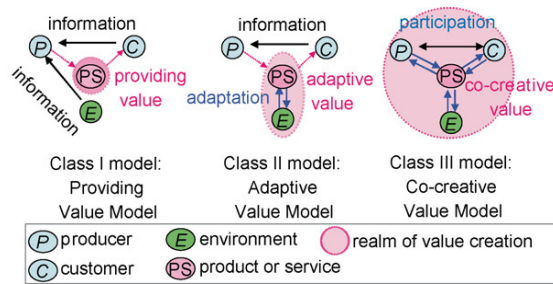 information
P
C
PS
providing
value
information
E
information
P
C
PS
adaptation
adaptive
value
E
participation
P
C
PS
co-creative
value
E
Class I model:
Providing
Value Model
Class II model:
Adaptive
Value Model
Class III model:
Co-creative
Value Model
P producer
E environment
realm of value creation
C customer
PS product or service